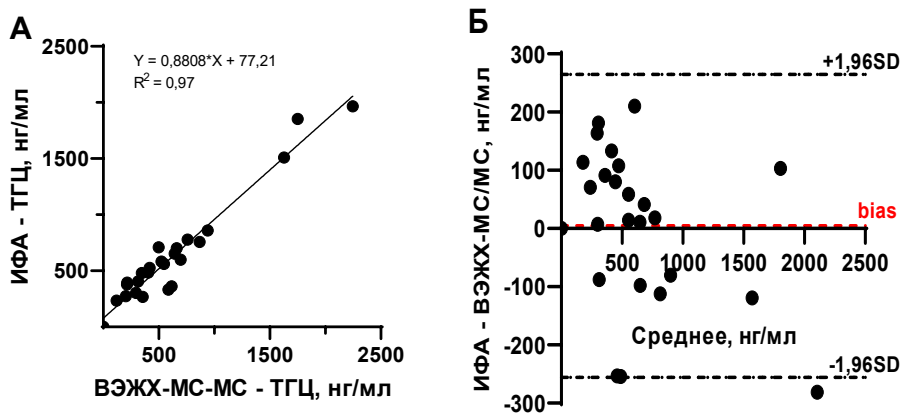 А
2500
1500
500
500
1500
2500
Y = 0,8808*X + 77,21
R² = 0,97
ИФА - ТГЦ, нг/мл
ВЭЖХ-МС-МС - ТГЦ, нг/мл
Б
300
200
100
0
-100
-200
-300
500
1000
1500
2000
2500
+1,96SD
bias
-1,96SD
Среднее, нг/мл
ИФА - ВЭЖХ-МС/МС, нг/мл